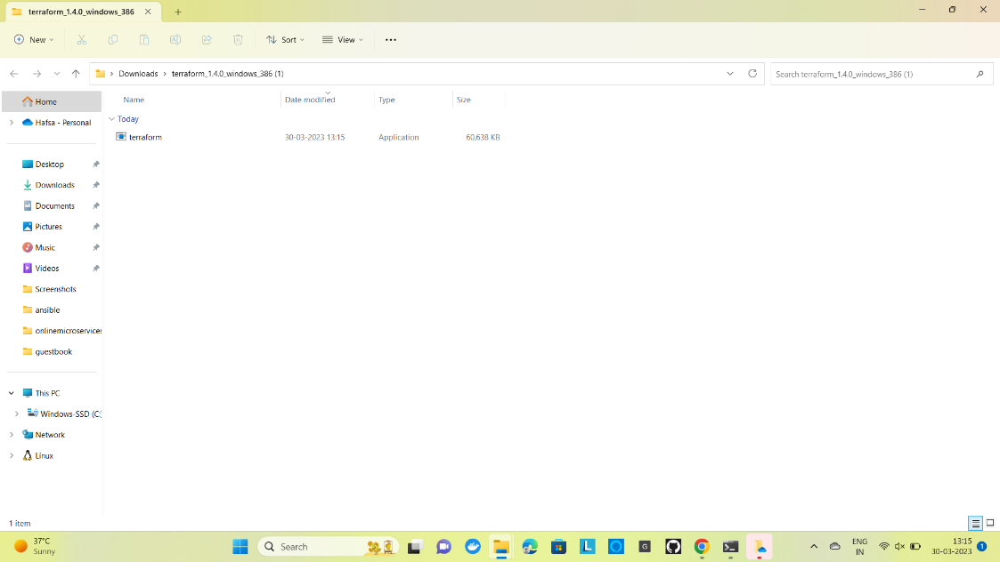 terraform_1.4.0_windows_386
New
Sort
View
Downloads > terraform_1.4.0_windows_386 (1)
Search terraform_1.4.0_windows_386 (1)
Name Date modified Type Size
Today
terraform 30-03-2023 13:15 Application 60,638 KB
Home
Hafsa - Personal
Desktop
Downloads
Documents
Pictures
Music
Videos
Screenshots
ansible
onlinemicroservices
guestbook
This PC
Windows-SSD (C:)
Network
Linux
1 item
37°C
Sunny
Search
L
G
ENG
IN
13:15
30-03-2023
1